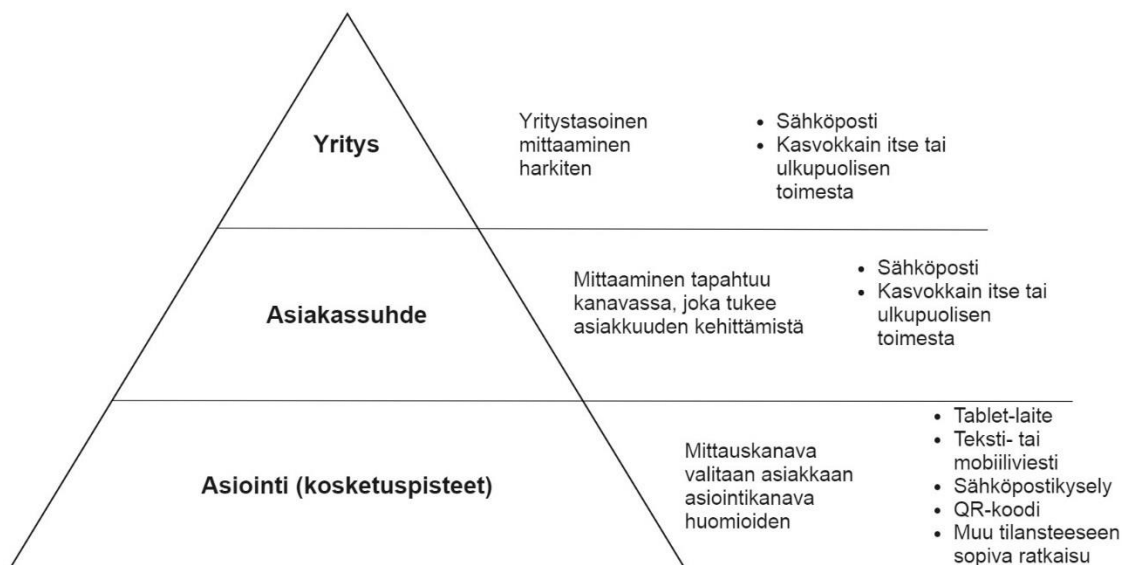 Yritys
Yritystasoinen
mittaaminen
harkiten
• Sähköposti
• Kasvokkain itse tai
ulkupuolisen
toimesta
Asiakassuhde
Mittaaminen tapahtuu
kanavassa, joka tukee
asiakkuuden kehittämistä
• Sähköposti
• Kasvokkain itse tai
ulkupuolisen
toimesta
Asiointi (kosketuspisteet)
Mittauskanava
valitaan asiakkaan
asiointikanava
huomioiden
• Tablet-laite
• Teksti- tai
mobiiliviesti
• Sähköpostikysely
• QR-koodi
• Muu tilansteeseen
sopiva ratkaisu